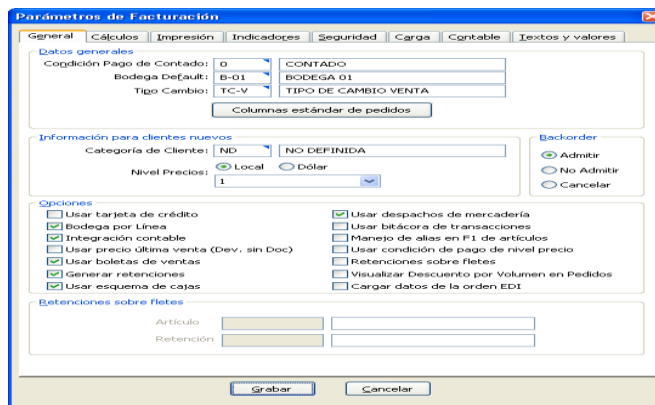 Parámetros de Facturación
General Cálculos Impresión Indicadores Seguridad Carga Contable Textos y valores
Datos generales
Condición Pago de Contado: 0 CONTADO
Bodega Default: B-01 BODEGA 01
Tipo Cambio: TC-V TIPO DE CAMBIO VENTA
Columnas estándar de pedidos
Información para clientes nuevos
Categoría de Cliente: ND NO DEFINIDA
Nivel Precios: Local Dólar
1
Backorder
Admitir
No Admitir
Cancelar
Opciones
Usar tarjeta de crédito
Bodega por Línea
Integración contable
Usar precio última venta (Dev. sin Doc)
Usar boletas de ventas
Generar retenciones
Usar esquema de cajas
Usar despachos de mercadería
Usar bitácora de transacciones
Manejo de alias en F1 de artículos
Usar condición de pago de nivel precio
Retenciones sobre fletes
Visualizar Descuento por Volumen en Pedidos
Cargar datos de la orden EDI
Retenciones sobre fletes
Artículo
Retención
Grabar Cancelar